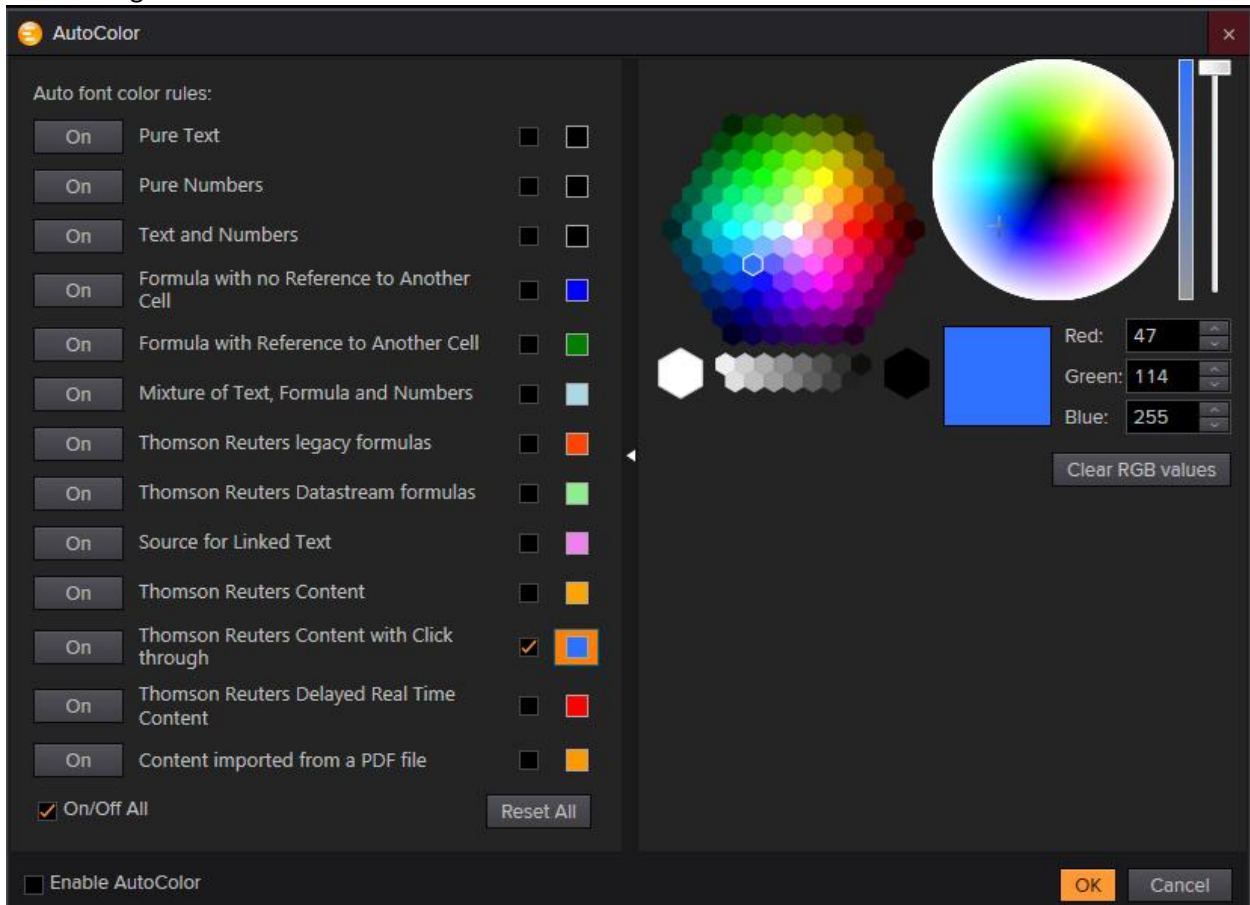 AutoColor
Auto font color rules:
On Pure Text
On Pure Numbers
On Text and Numbers
On Formula with no Reference to Another
Cell
On Formula with Reference to Another Cell
On Mixture of Text, Formula and Numbers
On Thomson Reuters legacy formulas
On Thomson Reuters Datastream formulas
On Source for Linked Text
On Thomson Reuters Content
On Thomson Reuters Content with Click
through
On Thomson Reuters Delayed Real Time
Content
On Content imported from a PDF file
On/Off All
Reset All
Red: 47
Green: 114
Blue: 255
Clear RGB values
Enable AutoColor
OK
Cancel